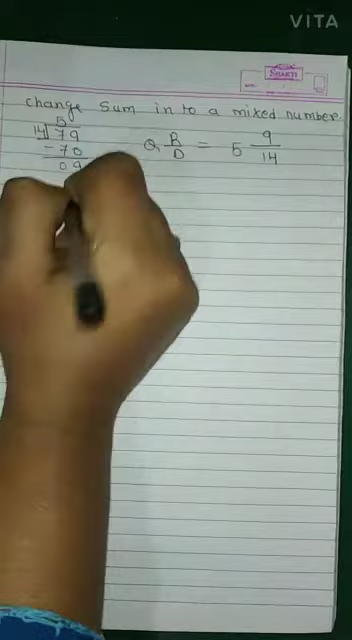 VITA
SHAKTI
Change Sum in to a mixed number
5
14 79
- 70
09
Q R/D = 5 9/14